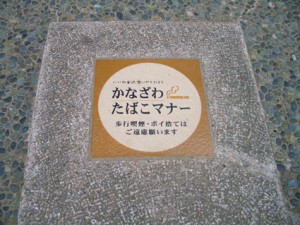 かなざわ
たばこマナー
歩行喫煙・ポイ捨ては
ご遠慮願います